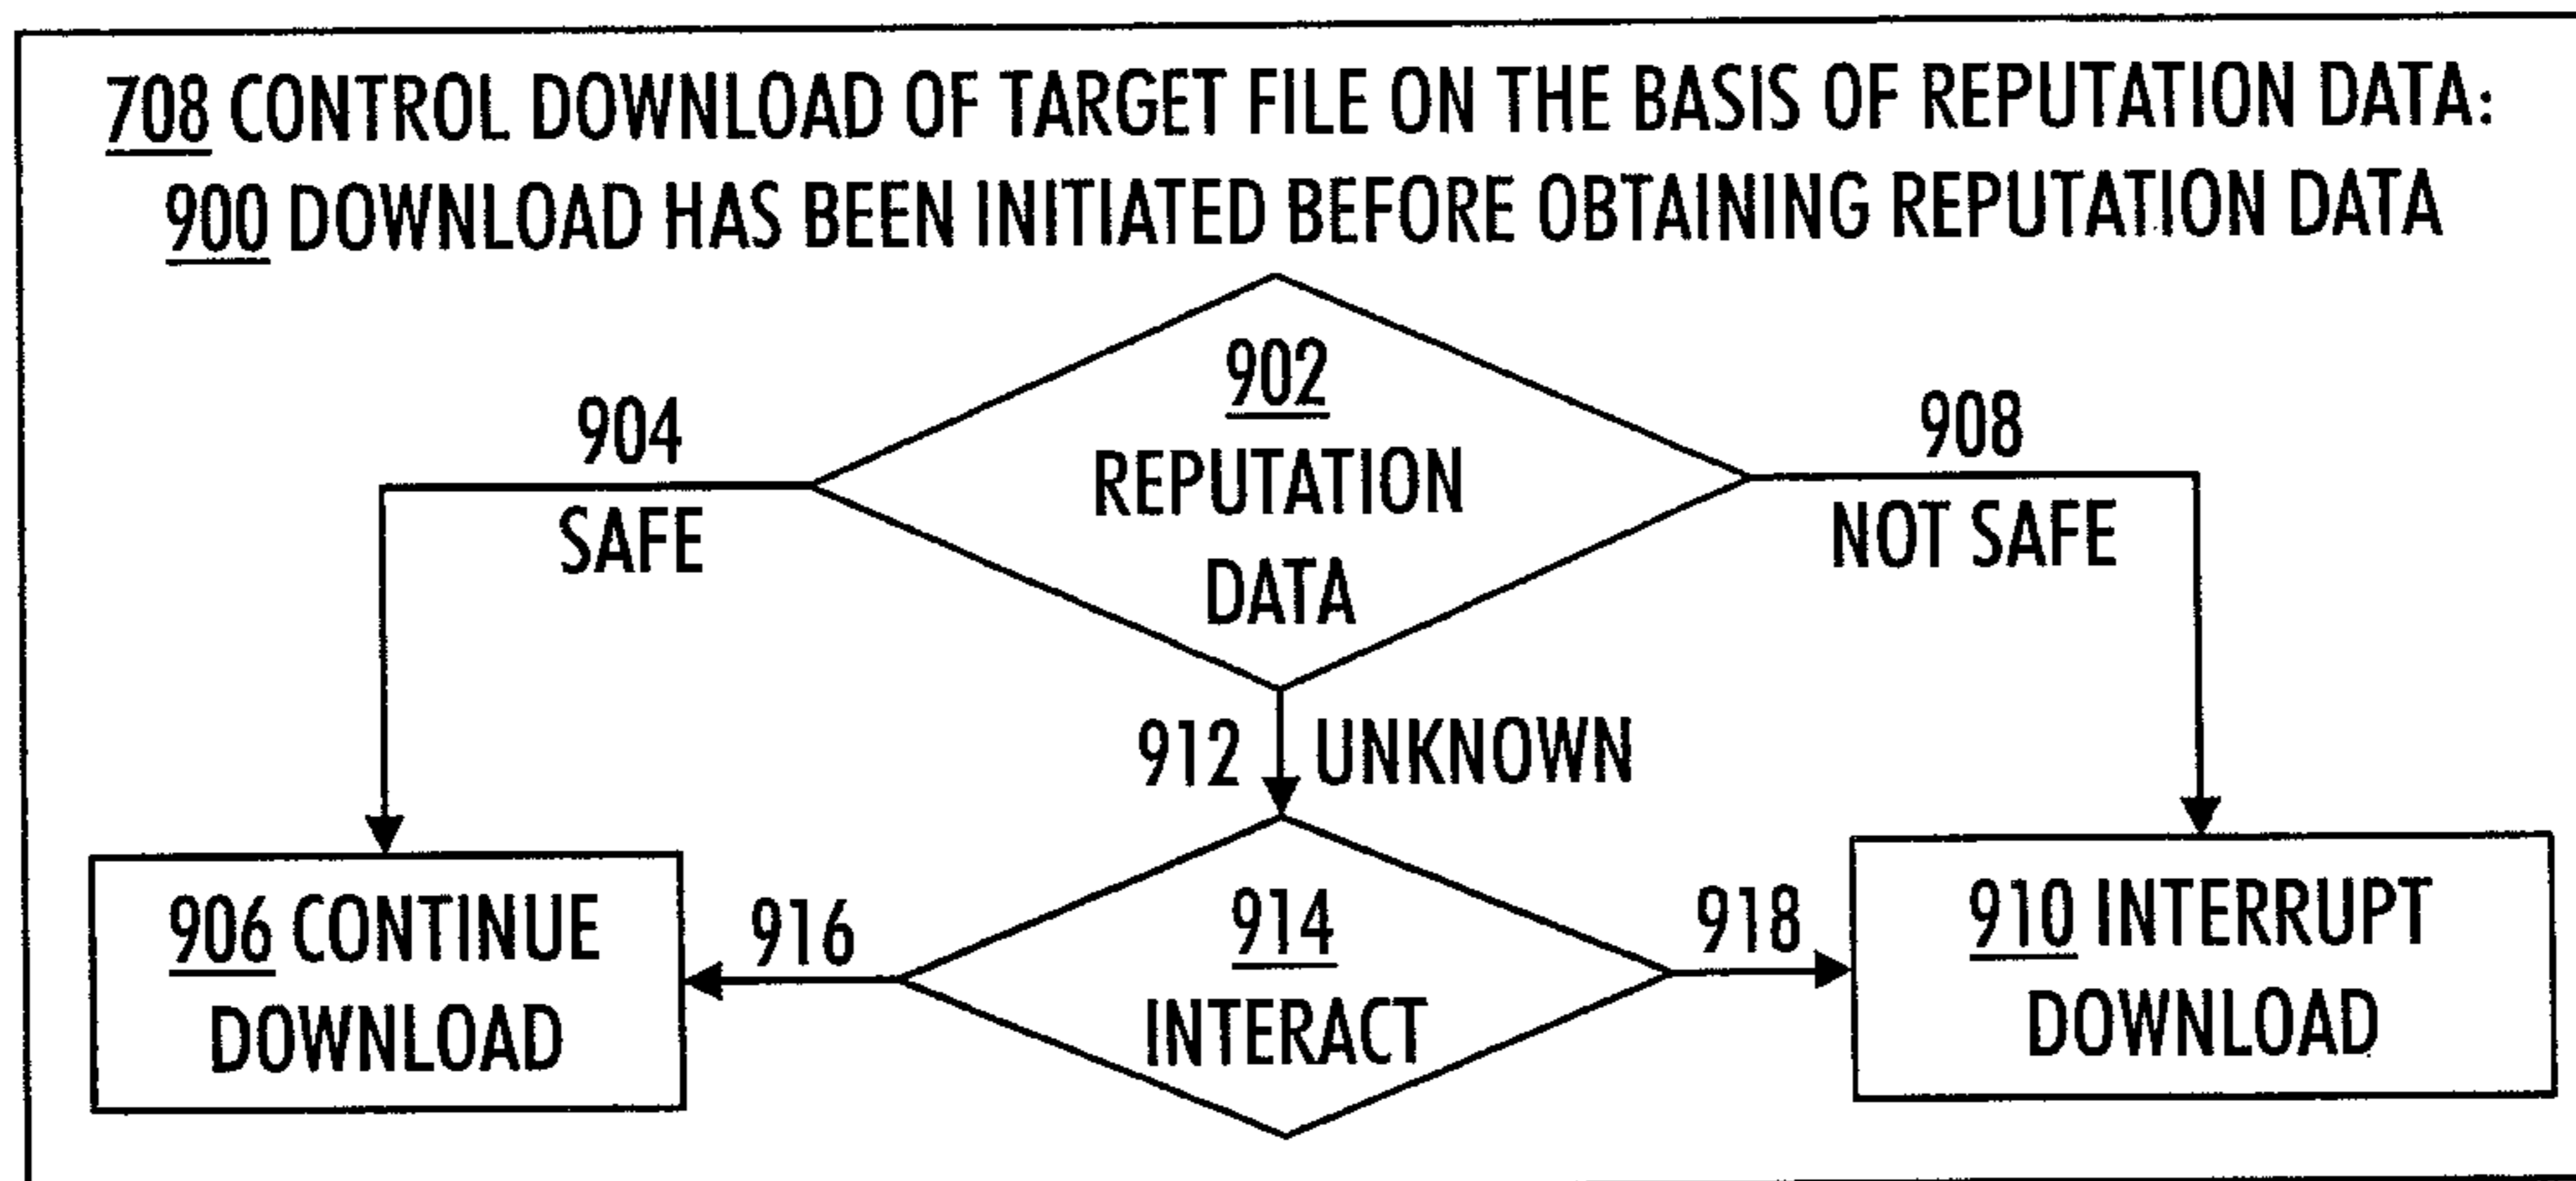 708 CONTROL DOWNLOAD OF TARGET FILE ON THE BASIS OF REPUTATION DATA:
900 DOWNLOAD HAS BEEN INITIATED BEFORE OBTAINING REPUTATION DATA
902
REPUTATION
DATA
904
SAFE
908
NOT SAFE
912 UNKNOWN
906 CONTINUE
DOWNLOAD
916
914
INTERACT
918
910 INTERRUPT
DOWNLOAD